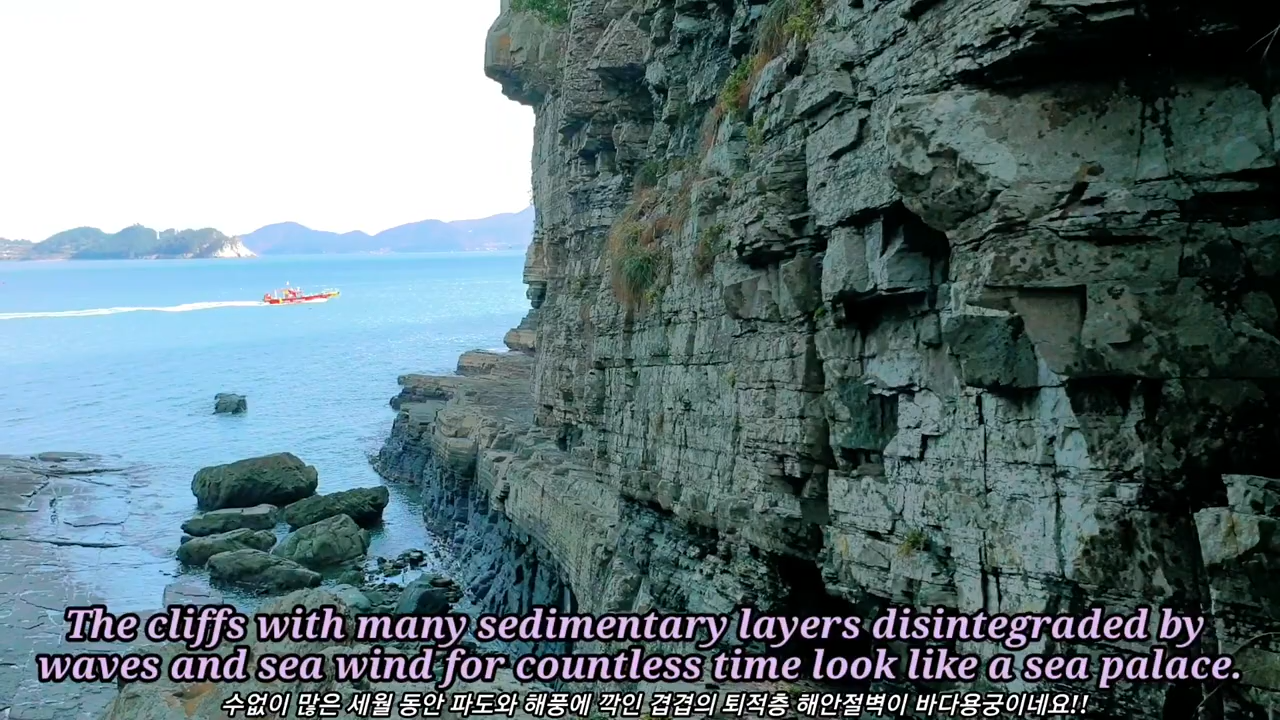 The cliffs with many sedimentary layers disintegraded by
waves and sea wind for countless time look like a sea palace.
수없이 많은 세월 동안 파도와 해풍에 깍인 겹겹의 퇴적층 해안절벽이 바다용궁이네요!!